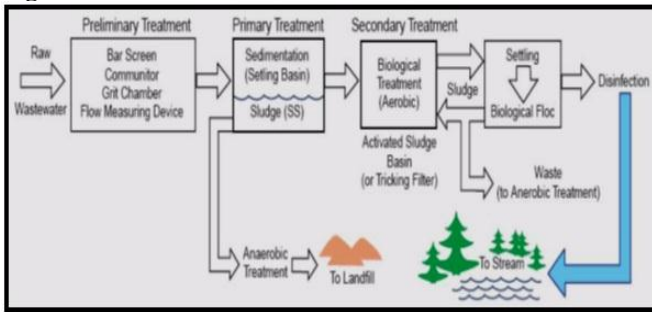 Preliminary Treatment
Primary Treatment
Secondary Treatment
Raw
Wastewater
Bar Screen
Communitor
Grit Chamber
Flow Measuring Device
Sedimentation
(Setling Basin)
Sludge (SS)
Biological
Treatment
(Aerobic)
Sludge
Settling
Biological Floc
Disinfection
Activated Sludge
Basin
(or Tricking Filter)
Waste
(to Anerobic Treatment)
Anaerobic
Treatment
To Landfill
To Stream